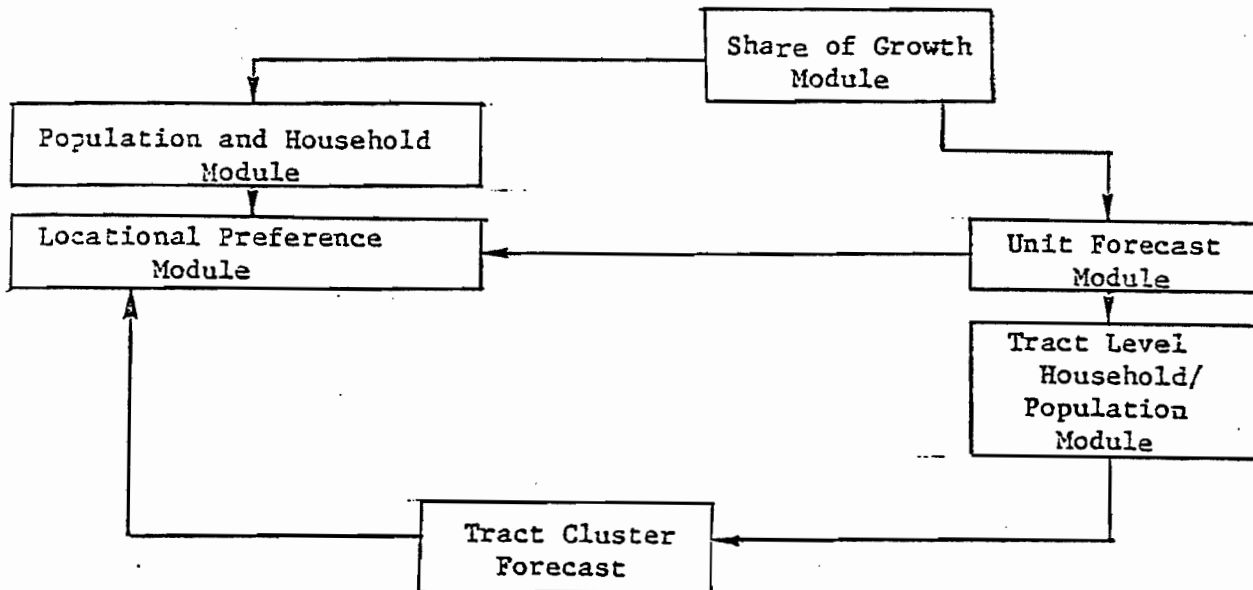 Share of Growth
Module
Population and Household
Module
Locational Preference
Module
Unit Forecast
Module
Tract Level
Household/
Population
Module
Tract Cluster
Forecast